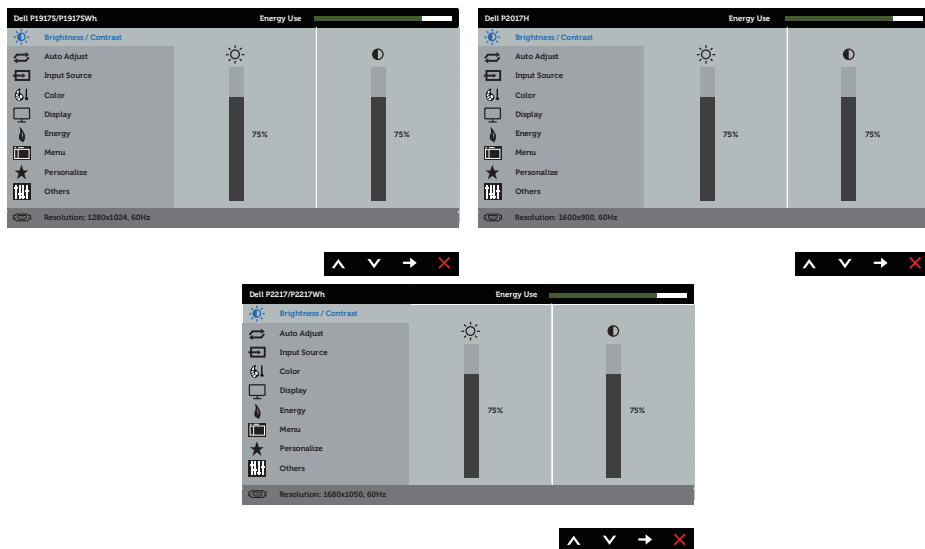 Dell P1917S/P1917SWh Energy Use
Brightness / Contrast
Auto Adjust
Input Source
Color
Display
Energy
Menu
Personalize
Others
75%
75%
Resolution: 1280x1024, 60Hz
Dell P2017H Energy Use
Brightness / Contrast
Auto Adjust
Input Source
Color
Display
Energy
Menu
Personalize
Others
75%
75%
Resolution: 1600x900, 60Hz
Dell P2217/P2217Wh Energy Use
Brightness / Contrast
Auto Adjust
Input Source
Color
Display
Energy
Menu
Personalize
Others
75%
75%
Resolution: 1680x1050, 60Hz